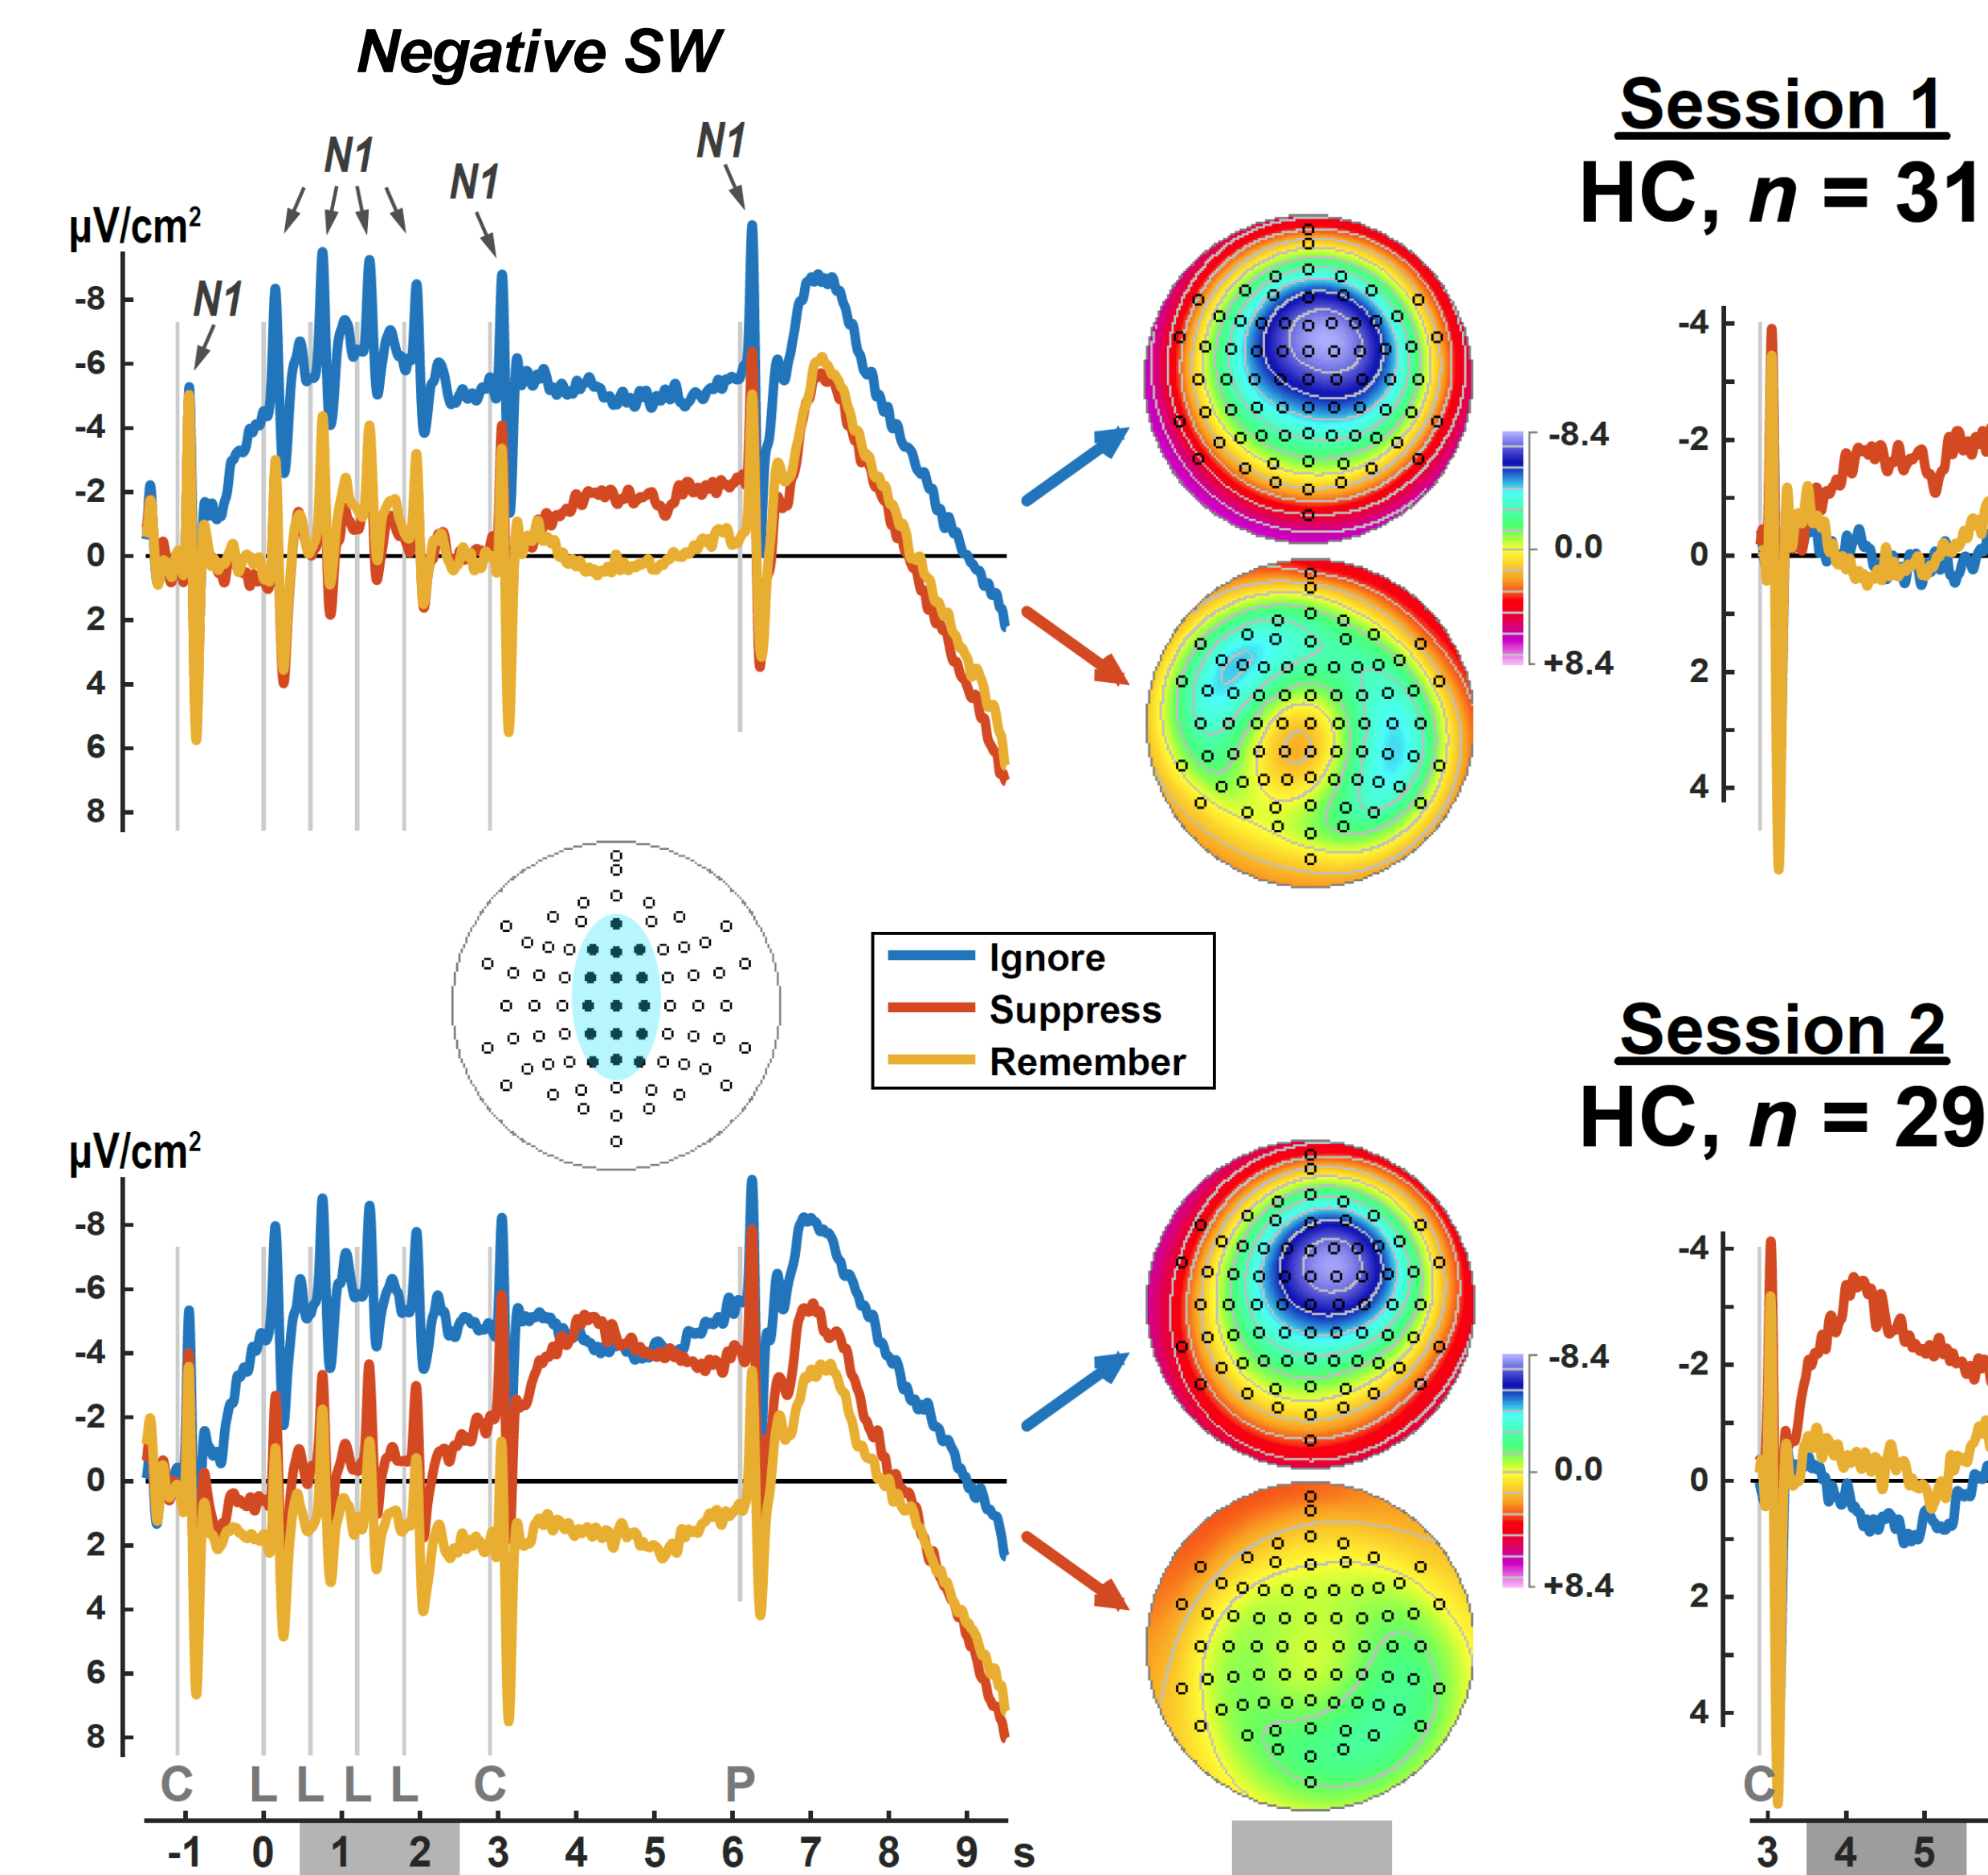 Negative SW
Session 1
HC, n = 31
N1
N1
N1
N1
µV/cm²
-8
-6
-4
-2
0
2
4
6
8
-8.4
0.0
+8.4
-4
-2
0
2
4
Ignore
Suppress
Remember
Session 2
HC, n = 29
µV/cm²
-8
-6
-4
-2
0
2
4
6
8
-8.4
0.0
+8.4
-4
-2
0
2
4
C L L L L C P
C
-1 0 1 2 3 4 5 6 7 8 9 s
3 4 5